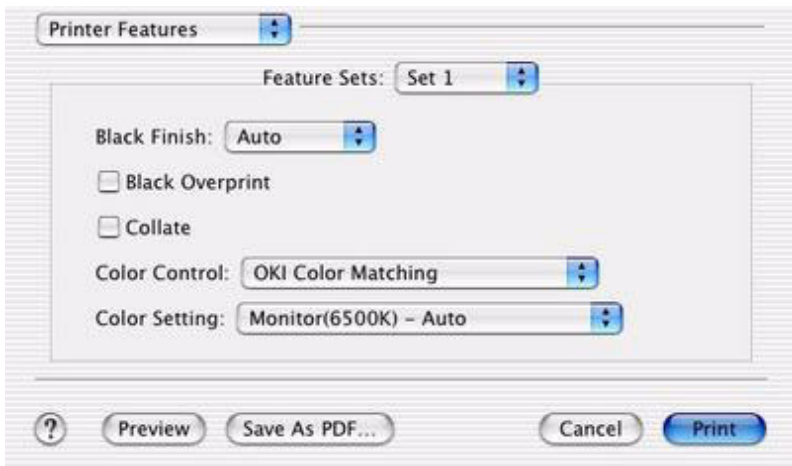 Printer Features
Feature Sets: Set 1
Black Finish: Auto
Black Overprint
Collate
Color Control: OKI Color Matching
Color Setting: Monitor(6500K) – Auto
? Preview Save As PDF... Cancel Print